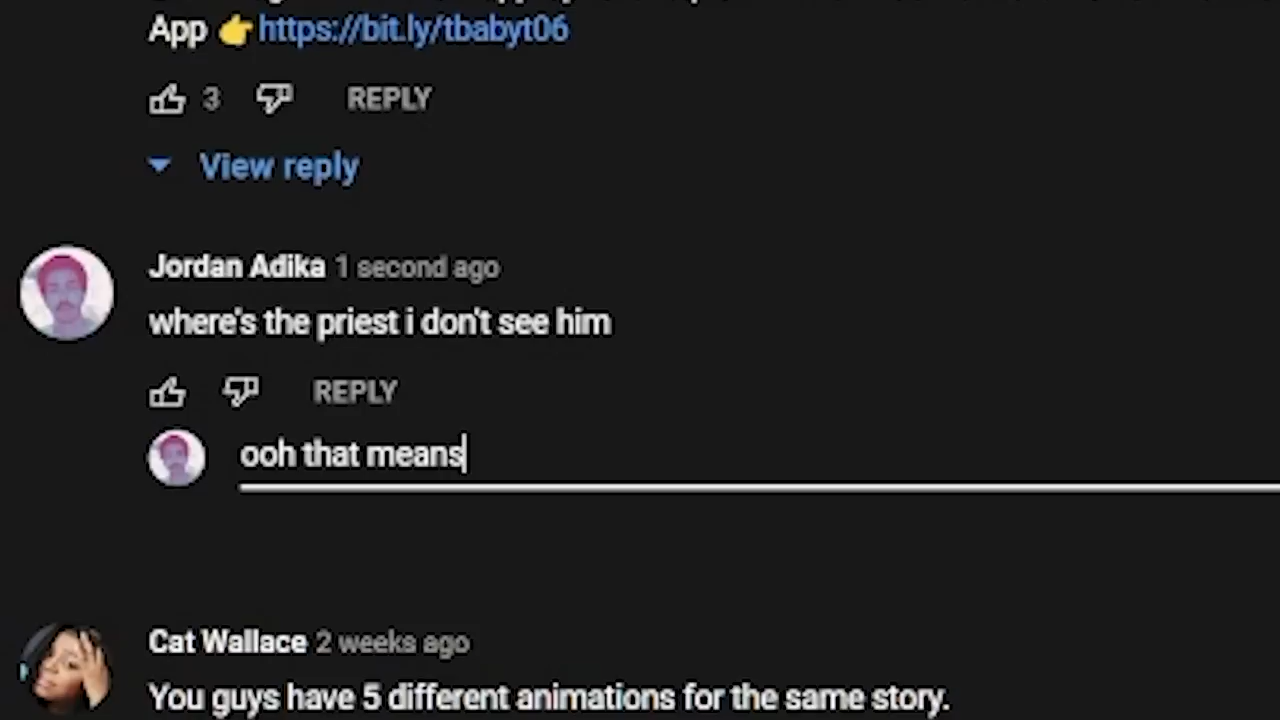 App 👉 https://bit.ly/tbabyt06
3 REPLY
View reply
Jordan Adika 1 second ago
where's the priest i don't see him
REPLY
ooh that means
Cat Wallace 2 weeks ago
You guys have 5 different animations for the same story.